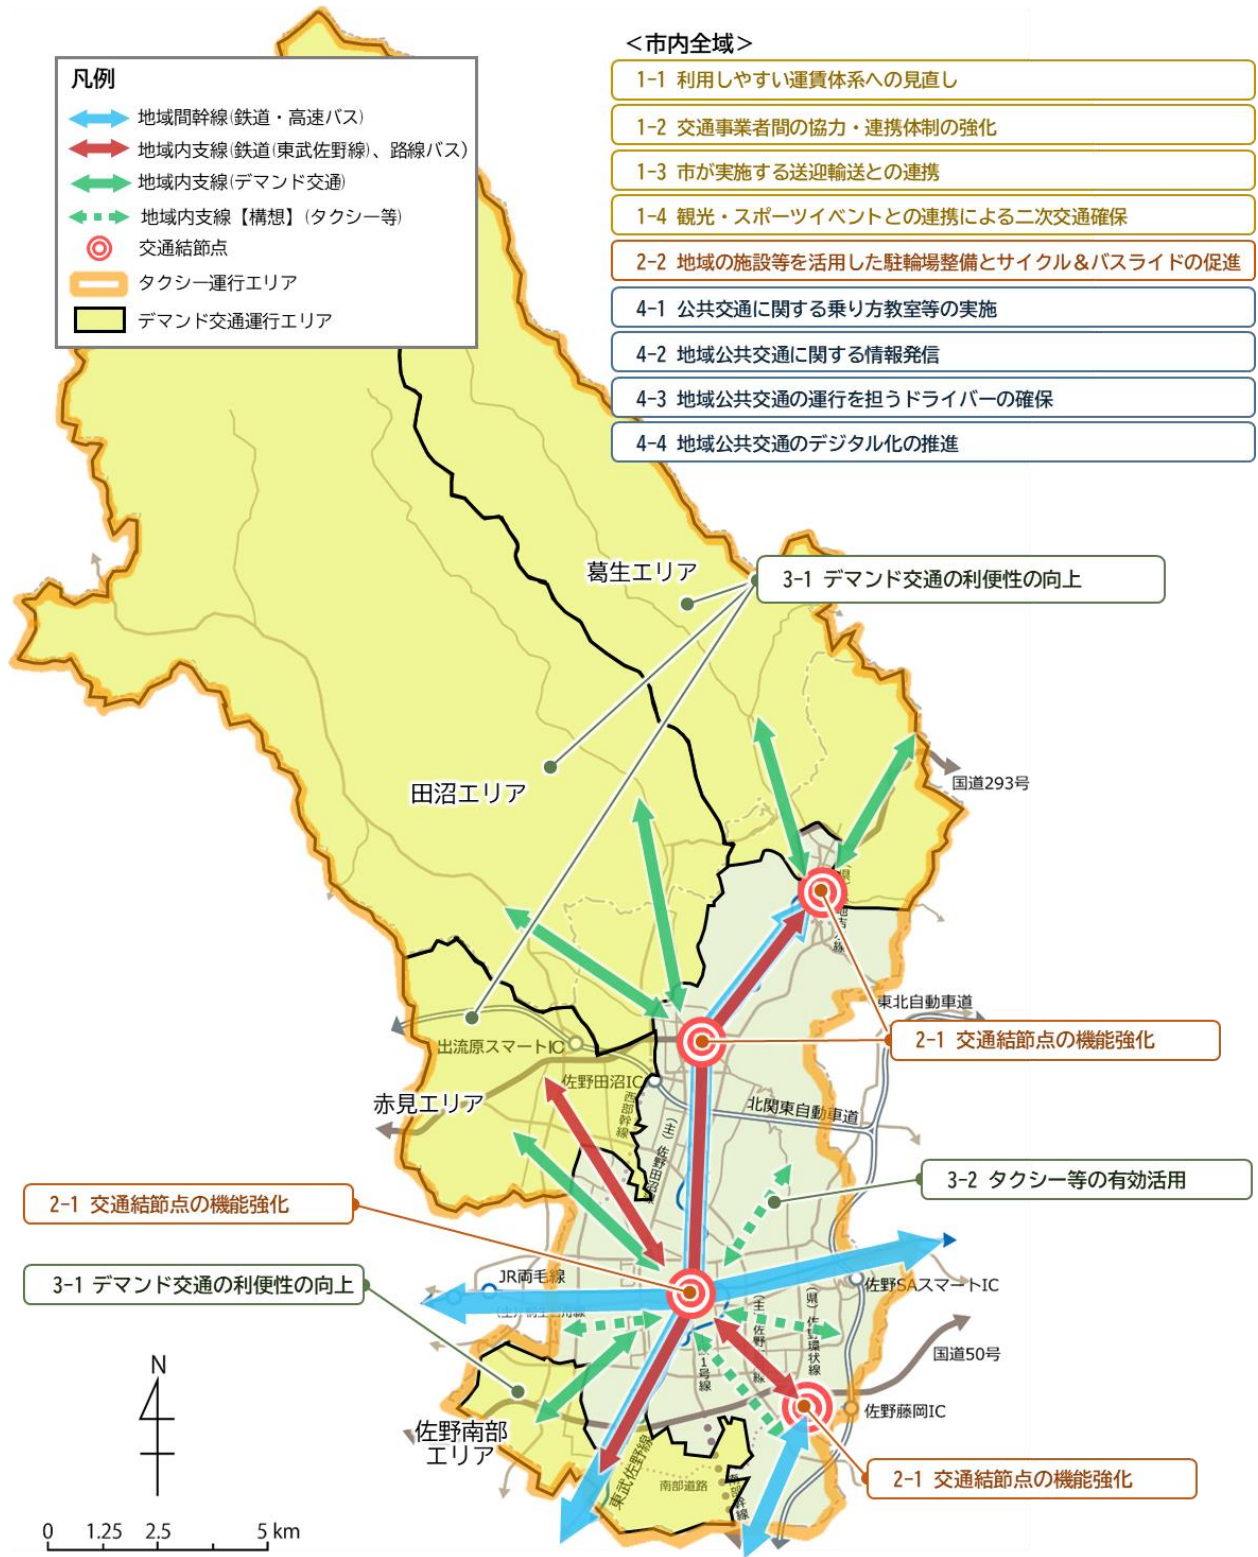 凡例
地域間幹線(鉄道・高速バス)
地域内支線(鉄道(東武佐野線)、路線バス)
地域内支線(デマンド交通)
地域内支線【構想】(タクシー等)
交通結節点
タクシー運行エリア
デマンド交通運行エリア
＜市内全域＞
1-1 利用しやすい運賃体系への見直し
1-2 交通事業者間の協力・連携体制の強化
1-3 市が実施する送迎輸送との連携
1-4 観光・スポーツイベントとの連携による二次交通確保
2-2 地域の施設等を活用した駐輪場整備とサイクル＆バスライドの促進
4-1 公共交通に関する乗り方教室等の実施
4-2 地域公共交通に関する情報発信
4-3 地域公共交通の運行を担うドライバーの確保
4-4 地域公共交通のデジタル化の推進
葛生エリア
3-1 デマンド交通の利便性の向上
田沼エリア
国道293号
東北自動車道
2-1 交通結節点の機能強化
出流原スマートIC
佐野田沼IC
西部幹線
赤見エリア
北関東自動車道
(主)佐野田沼線
3-2 タクシー等の有効活用
2-1 交通結節点の機能強化
JR両毛線
3-1 デマンド交通の利便性の向上
佐野SAスマートIC
(県)佐野環状線
国道50号
1号線
佐野藤岡IC
佐野南部
エリア
東武佐野線
南部道路
2-1 交通結節点の機能強化
N
0 1.25 2.5 5 km